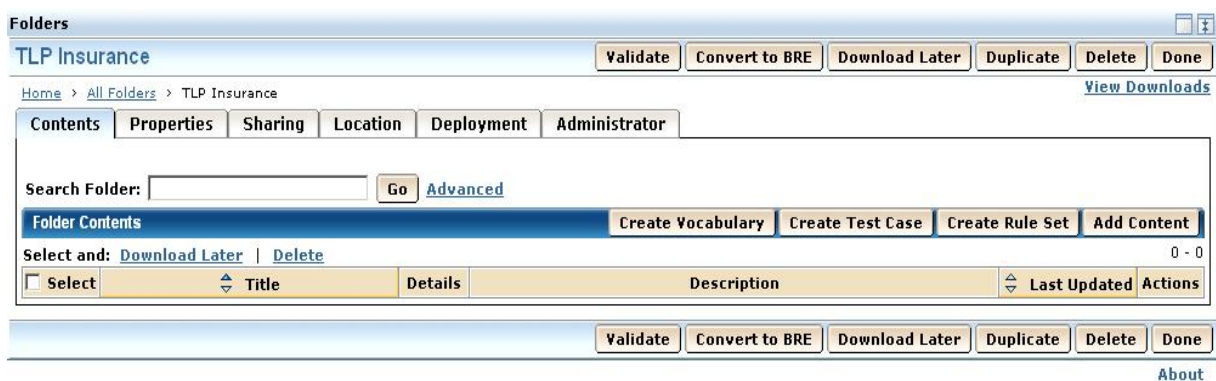 Folders
TLP Insurance Validate Convert to BRE Download Later Duplicate Delete Done
Home > All Folders > TLP Insurance View Downloads
Contents Properties Sharing Location Deployment Administrator
Search Folder: Go Advanced
Folder Contents Create Vocabulary Create Test Case Create Rule Set Add Content
Select and: Download Later | Delete 0 - 0
Select Title Details Description Last Updated Actions
Validate Convert to BRE Download Later Duplicate Delete Done
About